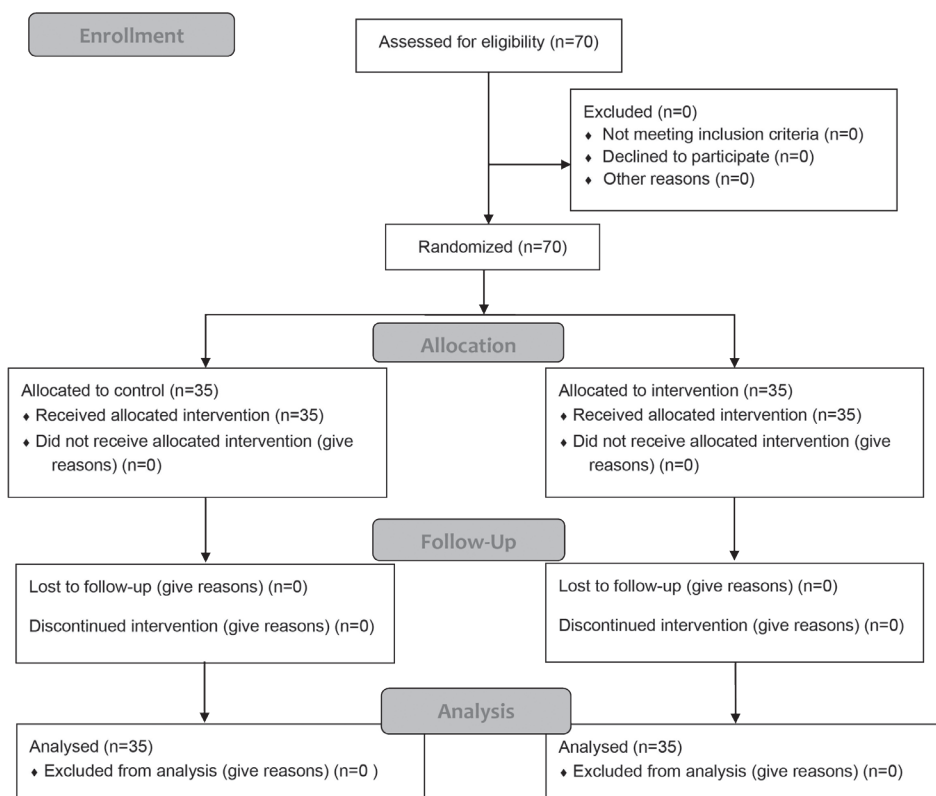 Enrollment
Assessed for eligibility (n=70)
Excluded (n=0)
♦ Not meeting inclusion criteria (n=0)
♦ Declined to participate (n=0)
♦ Other reasons (n=0)
Randomized (n=70)
Allocation
Allocated to control (n=35)
♦ Received allocated intervention (n=35)
♦ Did not receive allocated intervention (give
reasons) (n=0)
Allocated to intervention (n=35)
♦ Received allocated intervention (n=35)
♦ Did not receive allocated intervention (give
reasons) (n=0)
Follow-Up
Lost to follow-up (give reasons) (n=0)
Discontinued intervention (give reasons) (n=0)
Lost to follow-up (give reasons) (n=0)
Discontinued intervention (give reasons) (n=0)
Analysis
Analysed (n=35)
♦ Excluded from analysis (give reasons) (n=0 )
Analysed (n=35)
♦ Excluded from analysis (give reasons) (n=0)